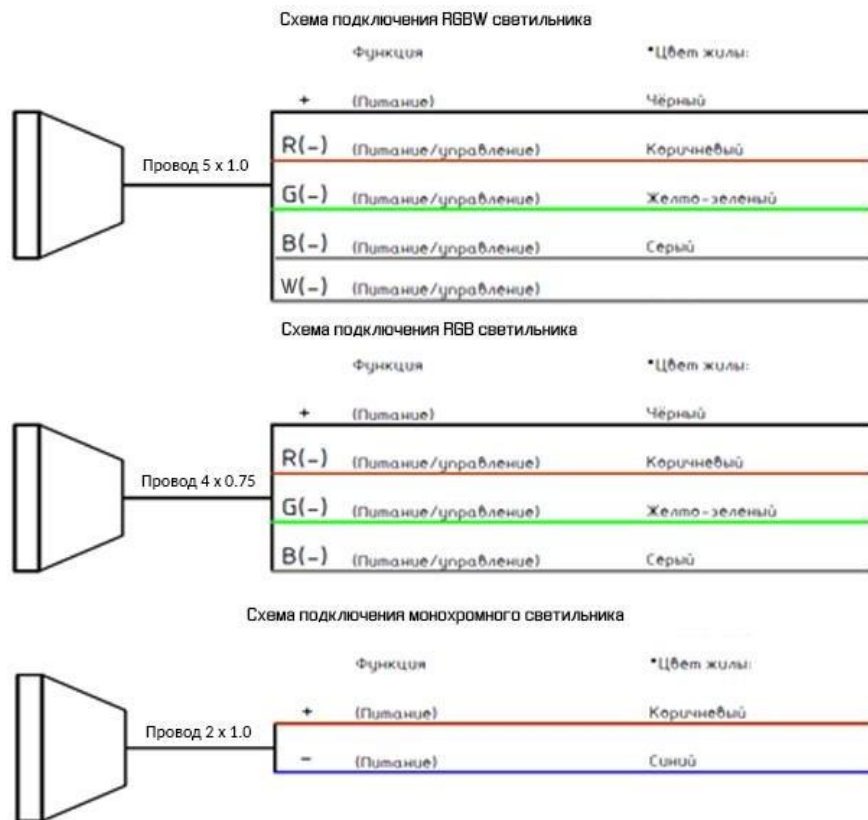 Схема подключения RGBW светильника
Функция *Цвет жилы:
+ (Питание) Чёрный
R(-) (Питание/управление) Коричневый
Провод 5 x 1.0
G(-) (Питание/управление) Желто-зеленый
B(-) (Питание/управление) Серый
W(-) (Питание/управление)
Схема подключения RGB светильника
Функция *Цвет жилы:
+ (Питание) Чёрный
R(-) (Питание/управление) Коричневый
Провод 4 x 0.75
G(-) (Питание/управление) Желто-зеленый
B(-) (Питание/управление) Серый
Схема подключения монохромного светильника
Функция *Цвет жилы:
+ (Питание) Коричневый
Провод 2 x 1.0
- (Питание) Синий